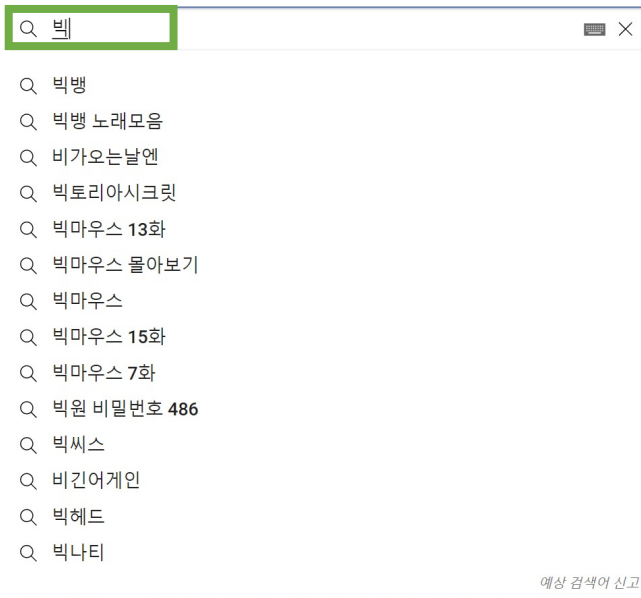 빅
빅뱅
빅뱅 노래모음
비가오는날엔
빅토리아시크릿
빅마우스 13화
빅마우스 몰아보기
빅마우스
빅마우스 15화
빅마우스 7화
빅원 비밀번호 486
빅씨스
비긴어게인
빅헤드
빅나티
예상 검색어 신고